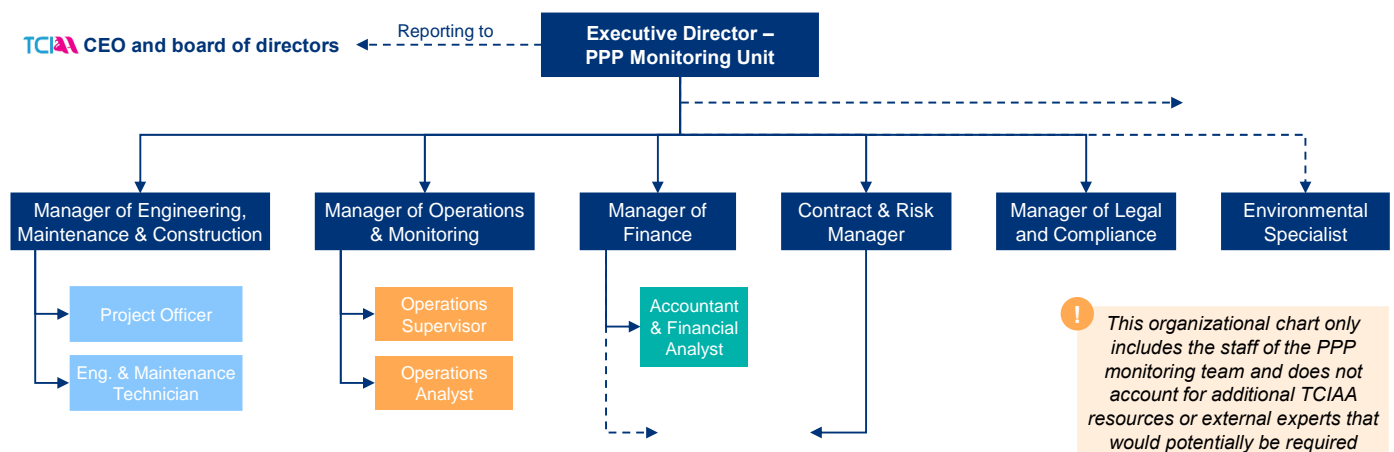 TCIAA CEO and board of directors
Reporting to
Executive Director –
PPP Monitoring Unit
Manager of Engineering,
Maintenance & Construction
Manager of Operations
& Monitoring
Manager of
Finance
Contract & Risk
Manager
Manager of Legal
and Compliance
Environmental
Specialist
Project Officer
Eng. & Maintenance
Technician
Operations
Supervisor
Operations
Analyst
Accountant
& Financial
Analyst
!
This organizational chart only
includes the staff of the PPP
monitoring team and does not
account for additional TCIAA
resources or external experts that
would potentially be required